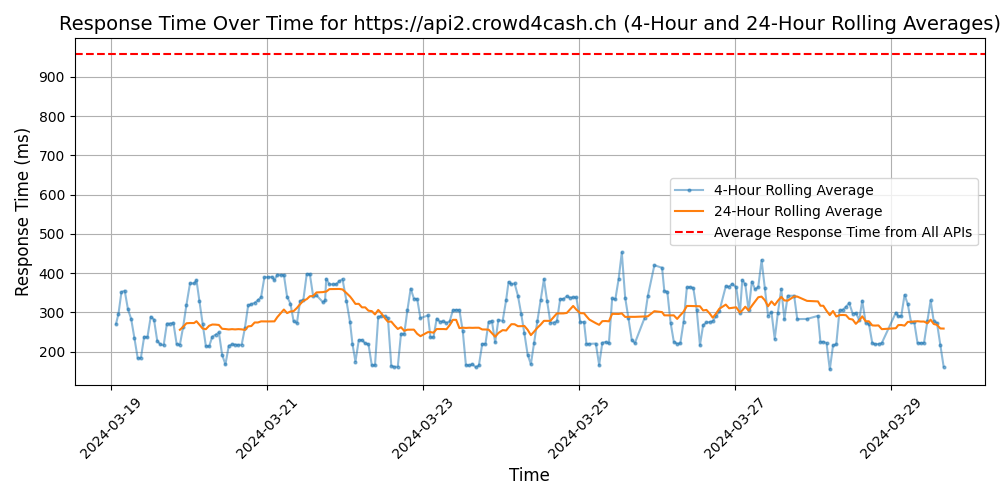 Response Time Over Time for https://api2.crowd4cash.ch (4-Hour and 24-Hour Rolling Averages)
Response Time (ms)
900
800
700
600
500
400
300
200
4-Hour Rolling Average
24-Hour Rolling Average
Average Response Time from All APIs
2024-03-19
2024-03-21
2024-03-23
2024-03-25
2024-03-27
2024-03-29
Time